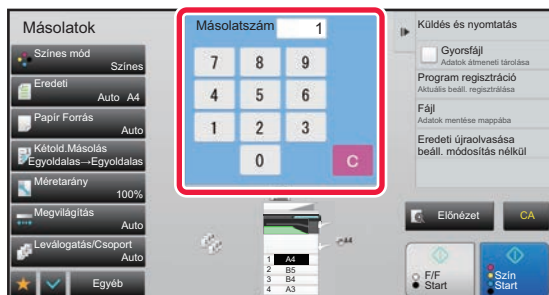 Másolatok
Színes mód
Színes
Eredeti
Auto A4
Papír Forrás
Auto
Kétold.Másolás
Egyoldalas→Egyoldalas
Méretarány
100%
Megvilágítás
Auto
Leválogatás/Csoport
Auto
Egyéb
Másolatszám 1
7 8 9
4 5 6
1 2 3
0 C
A4
1 A4
2 B5
3 B4
4 A3
Küldés és nyomtatás
Gyorsfájl
Adatok átmeneti tárolása
Program regisztráció
Aktuális beáll. regisztrálása
Fájl
Adatok mentése mappába
Eredeti újraolvasása
beáll. módosítás nélkül
Előnézet CA
F/F
Start
Szín
Start